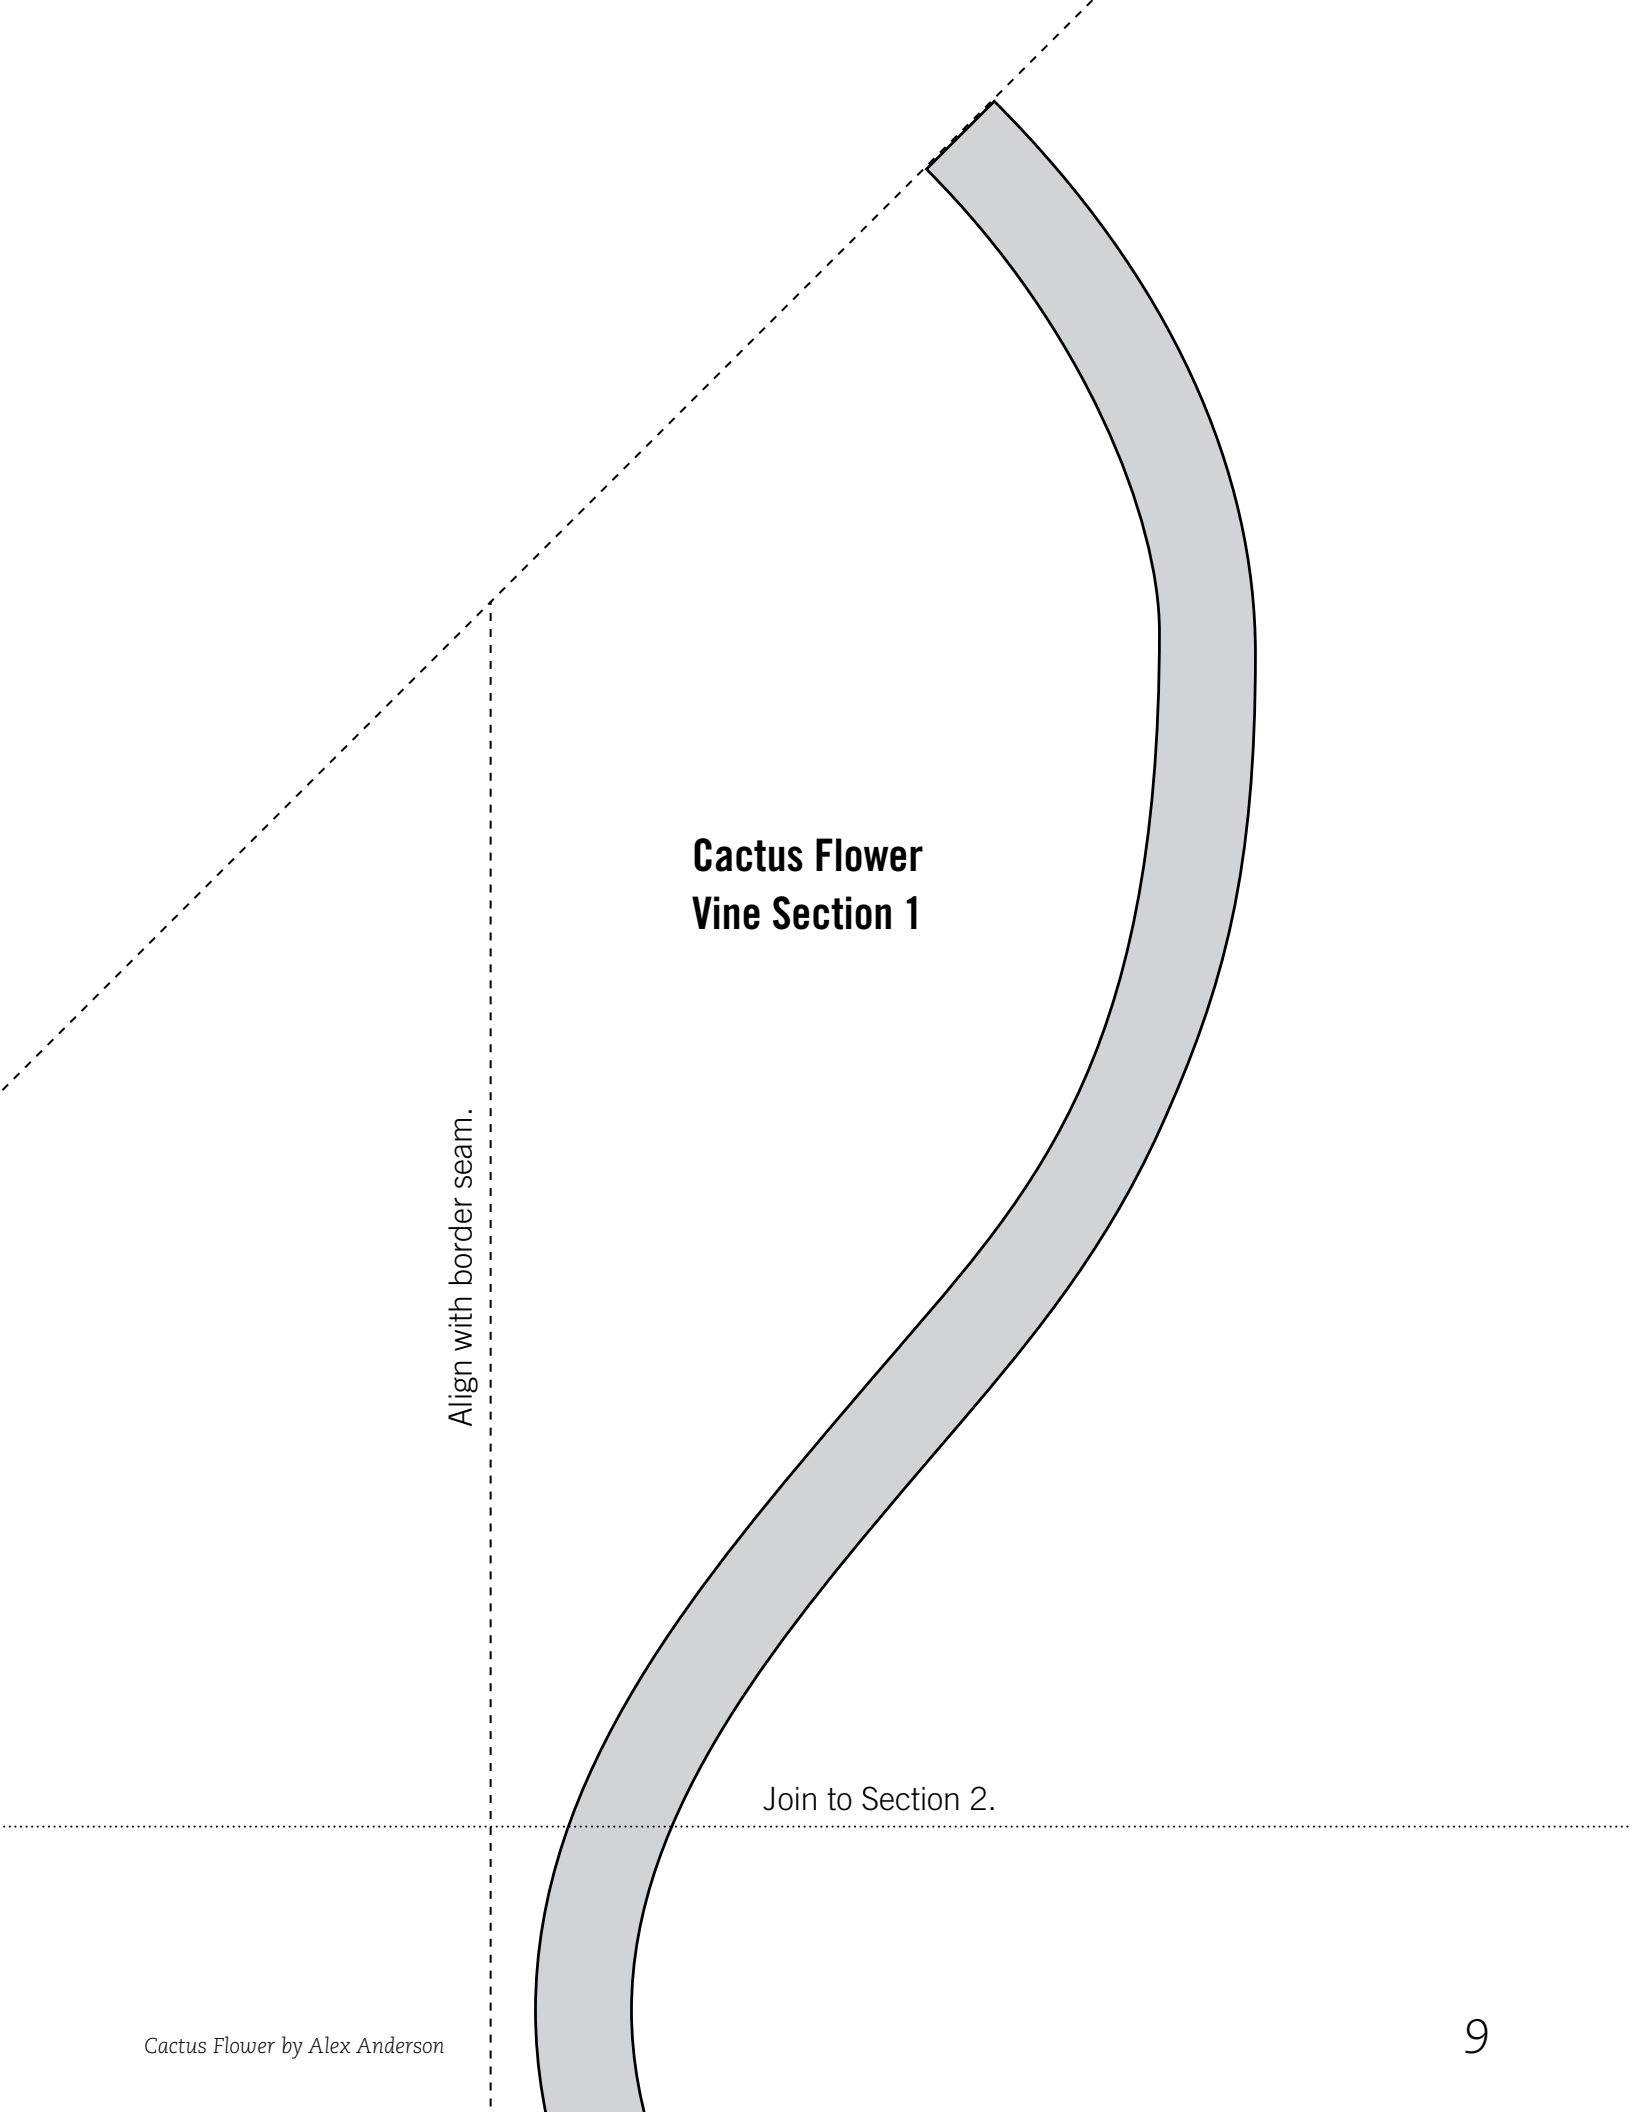 Cactus Flower
Vine Section 1
Align with border seam.
Join to Section 2.
Cactus Flower by Alex Anderson
9